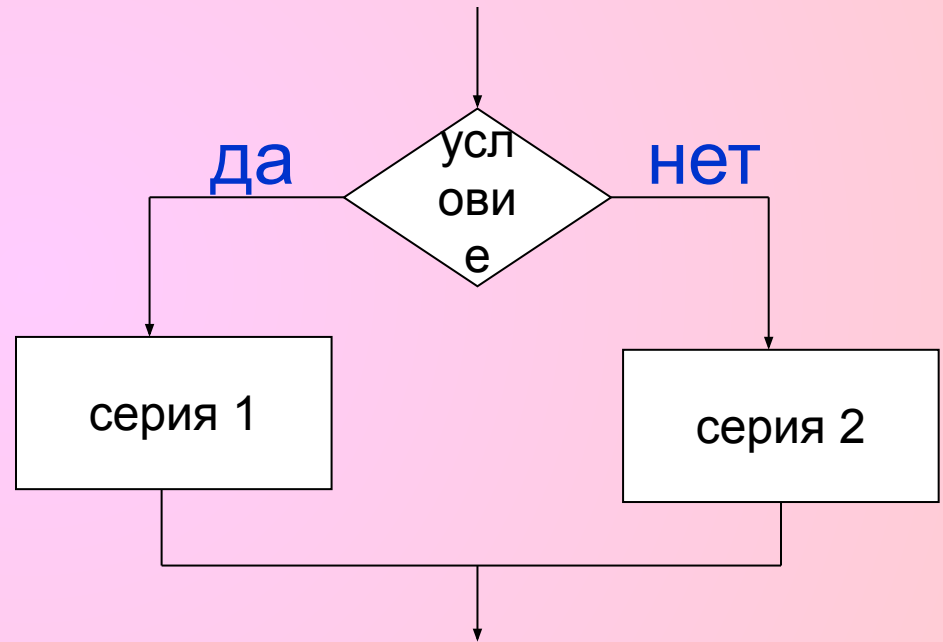 да
усл
ови
е
нет
серия 1
серия 2